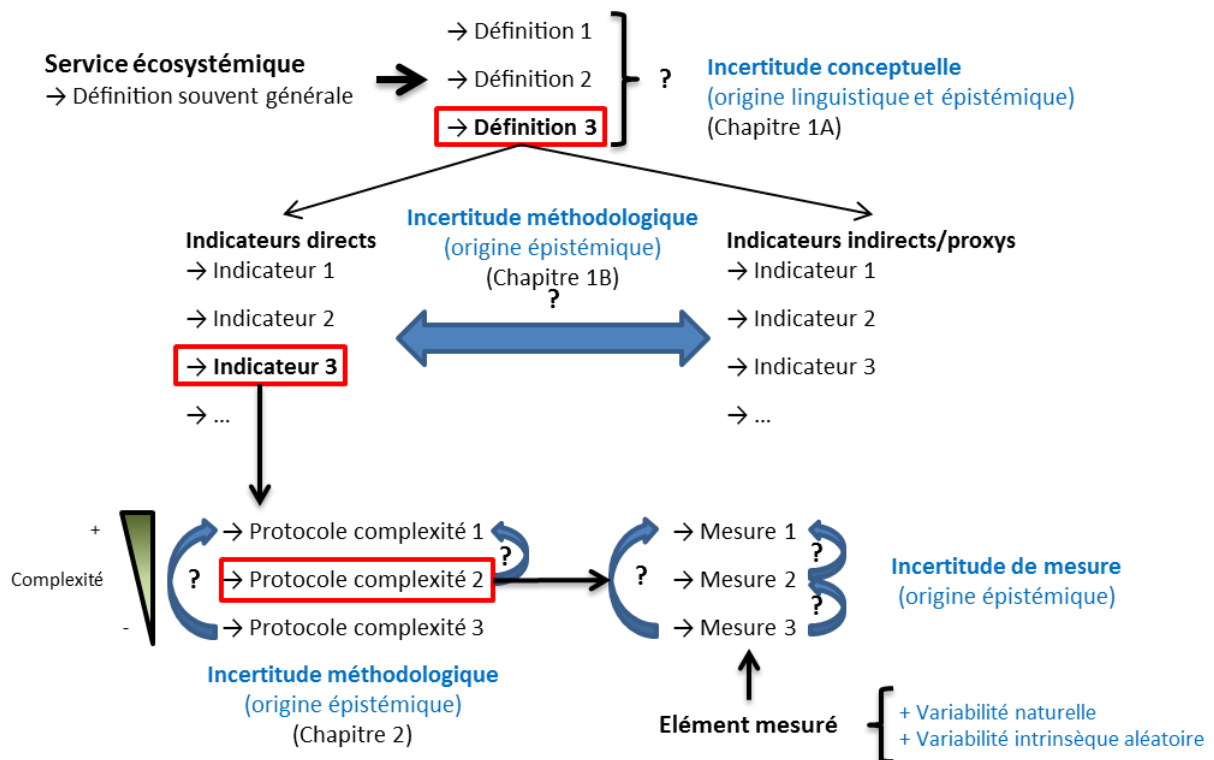 Service écosystémique
→ Définition souvent générale
→ Définition 1
→ Définition 2
→ Définition 3
?
Incertitude conceptuelle
(origine linguistique et épistémique)
(Chapitre 1A)
Indicateurs directs
→ Indicateur 1
→ Indicateur 2
→ Indicateur 3
→ ...
Incertitude méthodologique
(origine épistémique)
(Chapitre 1B)
?
Indicateurs indirects/proxys
→ Indicateur 1
→ Indicateur 2
→ Indicateur 3
→ ...
+
Complexité
-
?
→ Protocole complexité 1
→ Protocole complexité 2
→ Protocole complexité 3
?
Incertitude méthodologique
(origine épistémique)
(Chapitre 2)
?
→ Mesure 1
→ Mesure 2
→ Mesure 3
?
?
Incertitude de mesure
(origine épistémique)
Elément mesuré
+ Variabilité naturelle
+ Variabilité intrinsèque aléatoire